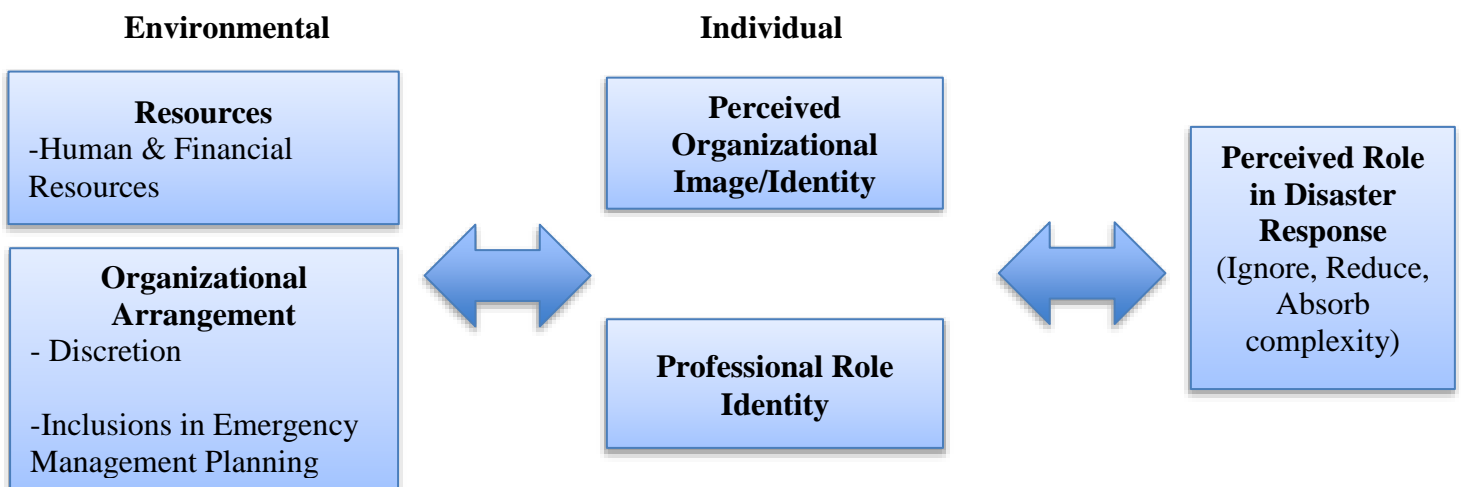 Environmental
Individual
Resources
-Human & Financial
Resources
Organizational
Arrangement
- Discretion
-Inclusions in Emergency
Management Planning
Perceived
Organizational
Image/Identity
Professional Role
Identity
Perceived Role
in Disaster
Response
(Ignore, Reduce,
Absorb
complexity)